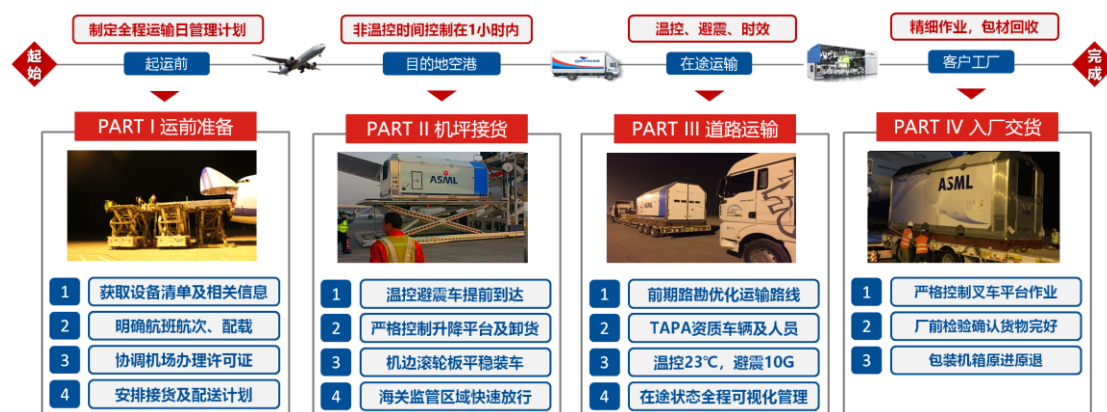 制定全程运输日管理计划
非温控时间控制在1小时内
温控、避震、时效
精细作业，包材回收
起始
起运前
目的地空港
在途运输
客户工厂
完成
PART I 运前准备
PART II 机坪接货
PART III 道路运输
PART IV 入厂交货
ASML
ASML
ASML
1 获取设备清单及相关信息
2 明确航班航次、配载
3 协调机场办理许可证
4 安排接货及配送计划
1 温控避震车提前到达
2 严格控制升降平台及卸货
3 机边滚轮板平稳装车
4 海关监管区域快速放行
1 前期路勘优化运输路线
2 TAPA资质车辆及人员
3 温控23℃，避震10G
4 在途状态全程可视化管理
1 严格控制叉车平台作业
2 厂前检验确认货物完好
3 包装机箱原进原退